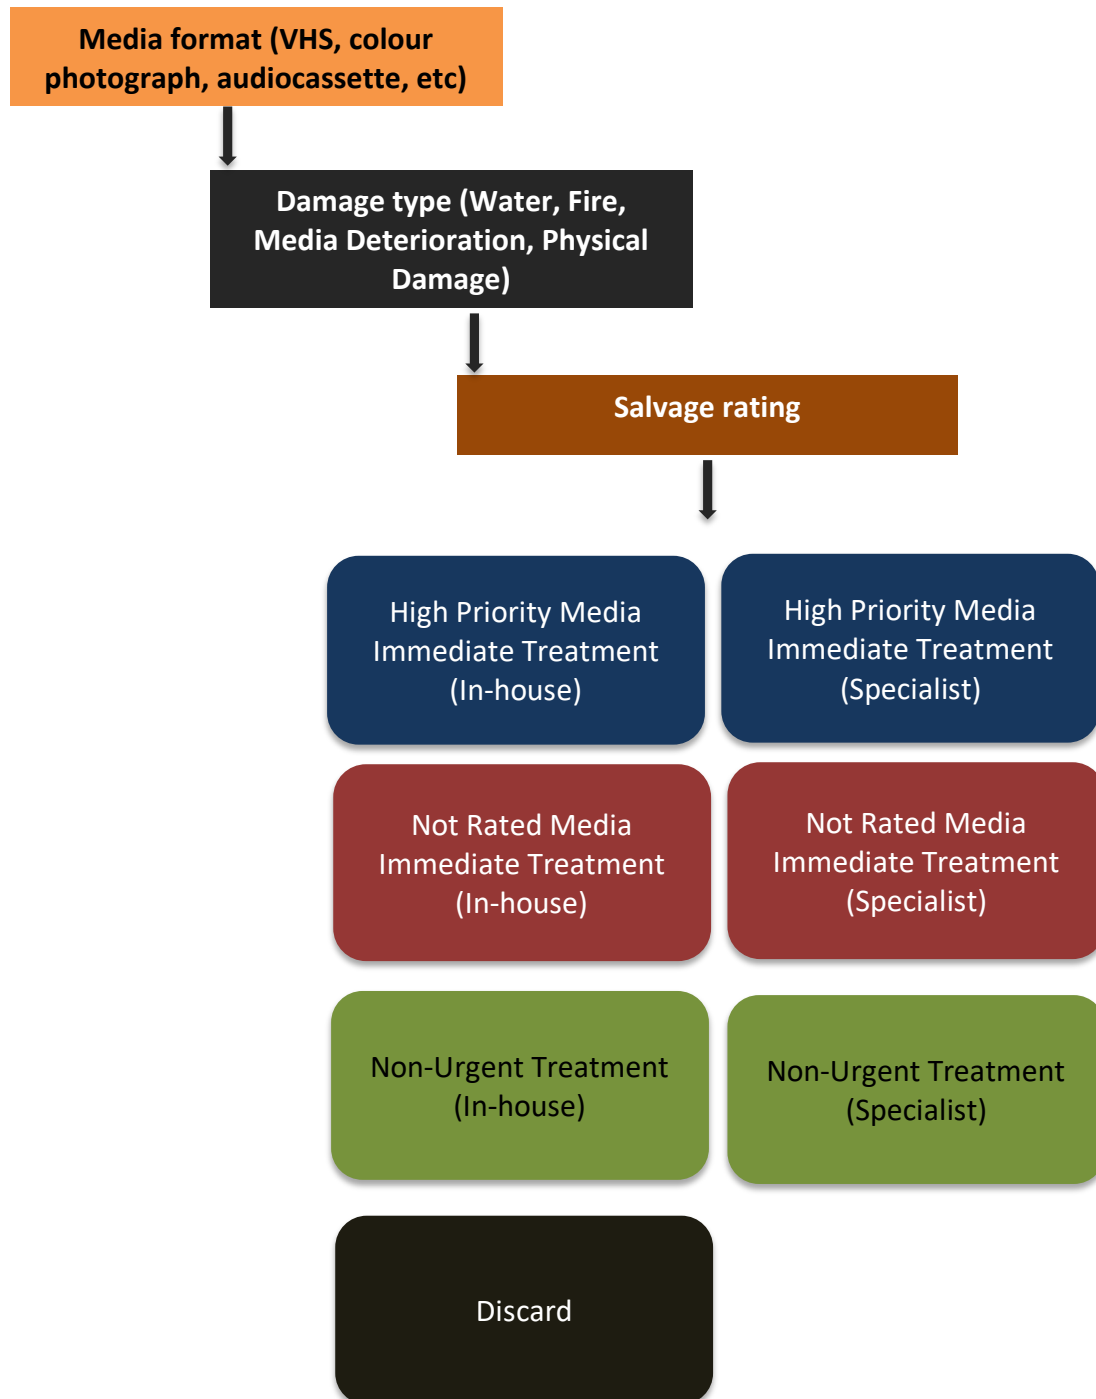 Media format (VHS, colour
photograph, audiocassette, etc)
Damage type (Water, Fire,
Media Deterioration, Physical
Damage)
Salvage rating
High Priority Media
Immediate Treatment
(In-house)
High Priority Media
Immediate Treatment
(Specialist)
Not Rated Media
Immediate Treatment
(In-house)
Not Rated Media
Immediate Treatment
(Specialist)
Non-Urgent Treatment
(In-house)
Non-Urgent Treatment
(Specialist)
Discard